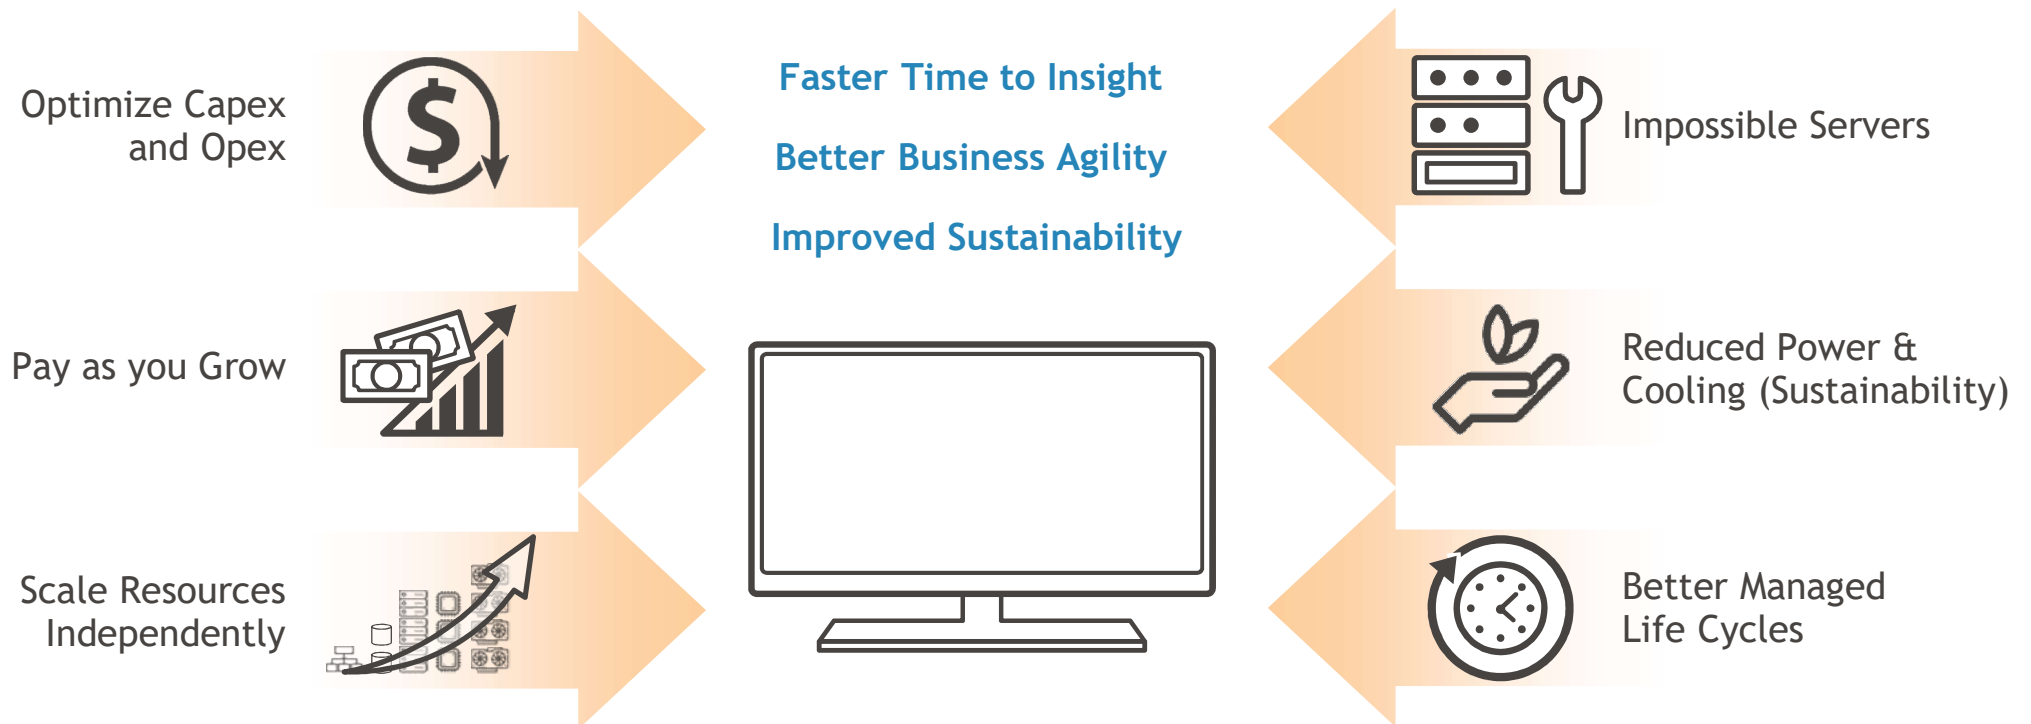 Optimize Capex
and Opex
Pay as you Grow
Scale Resources
Independently
Faster Time to Insight
Better Business Agility
Improved Sustainability
Impossible Servers
Reduced Power &
Cooling (Sustainability)
Better Managed
Life Cycles